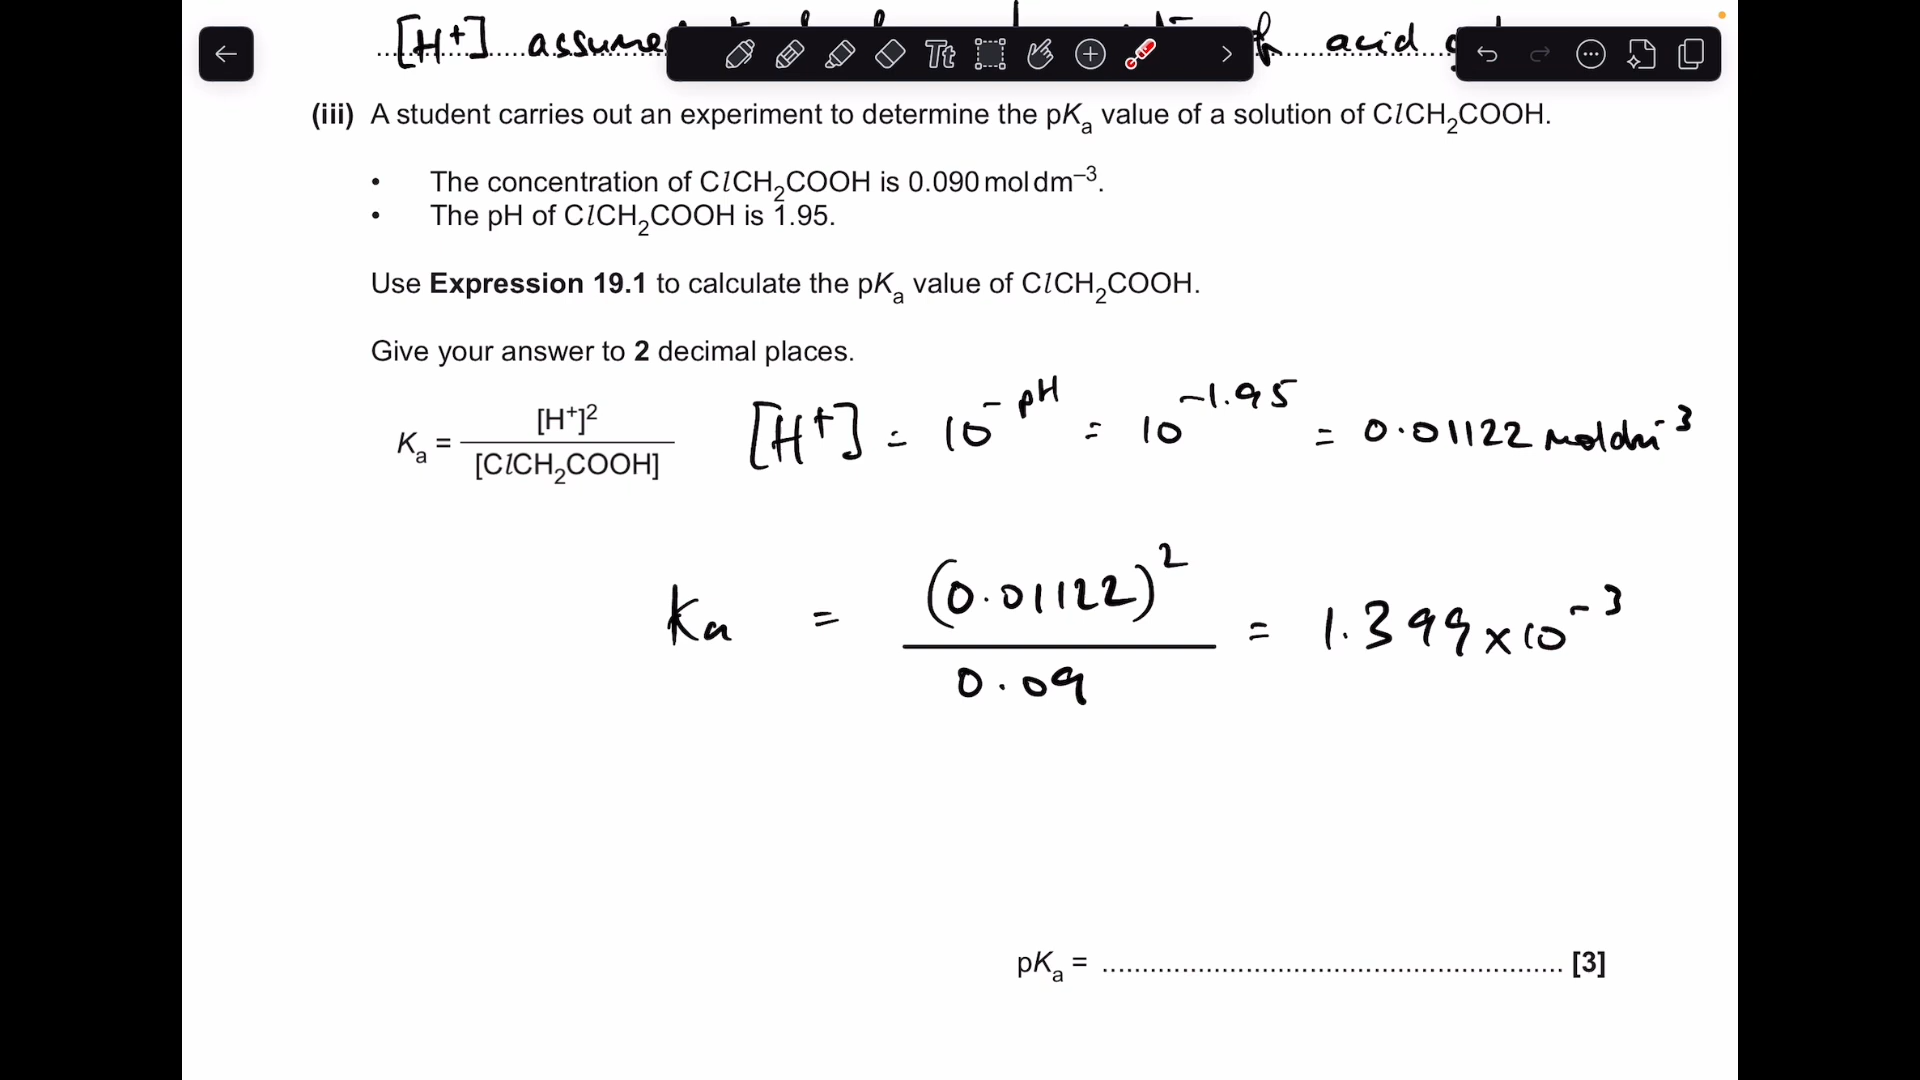 [H+] assume acid
Tt
(iii) A student carries out an experiment to determine the pKa value of a solution of ClCH2COOH.
• The concentration of ClCH2COOH is 0.090 mol dm–3.
• The pH of ClCH2COOH is 1.95.
Use Expression 19.1 to calculate the pKa value of ClCH2COOH.
Give your answer to 2 decimal places.
Ka = [H+]2 / [ClCH2COOH] [H+] = 10-pH = 10-1.95 = 0.01122 moldm-3
Ka = (0.01122)2 / 0.09 = 1.399 x 10-3
pKa = .......................................................... [3]